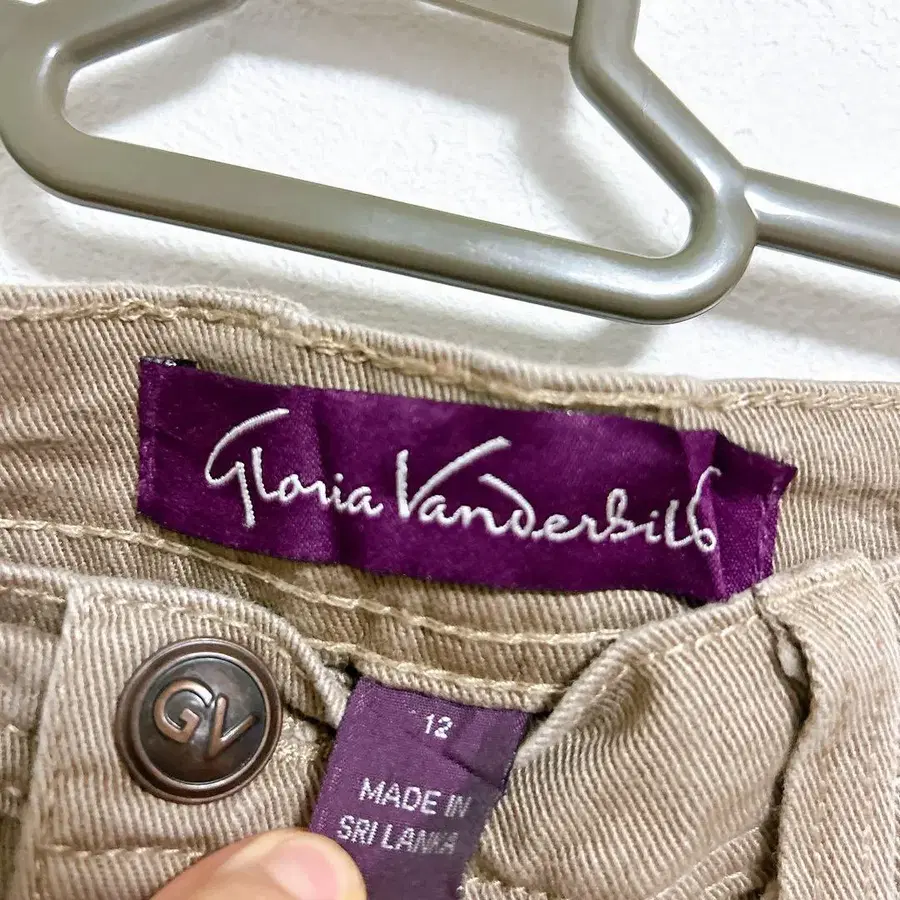 Gloria Vanderbilt
GV
12
MADE IN
SRI LANKA